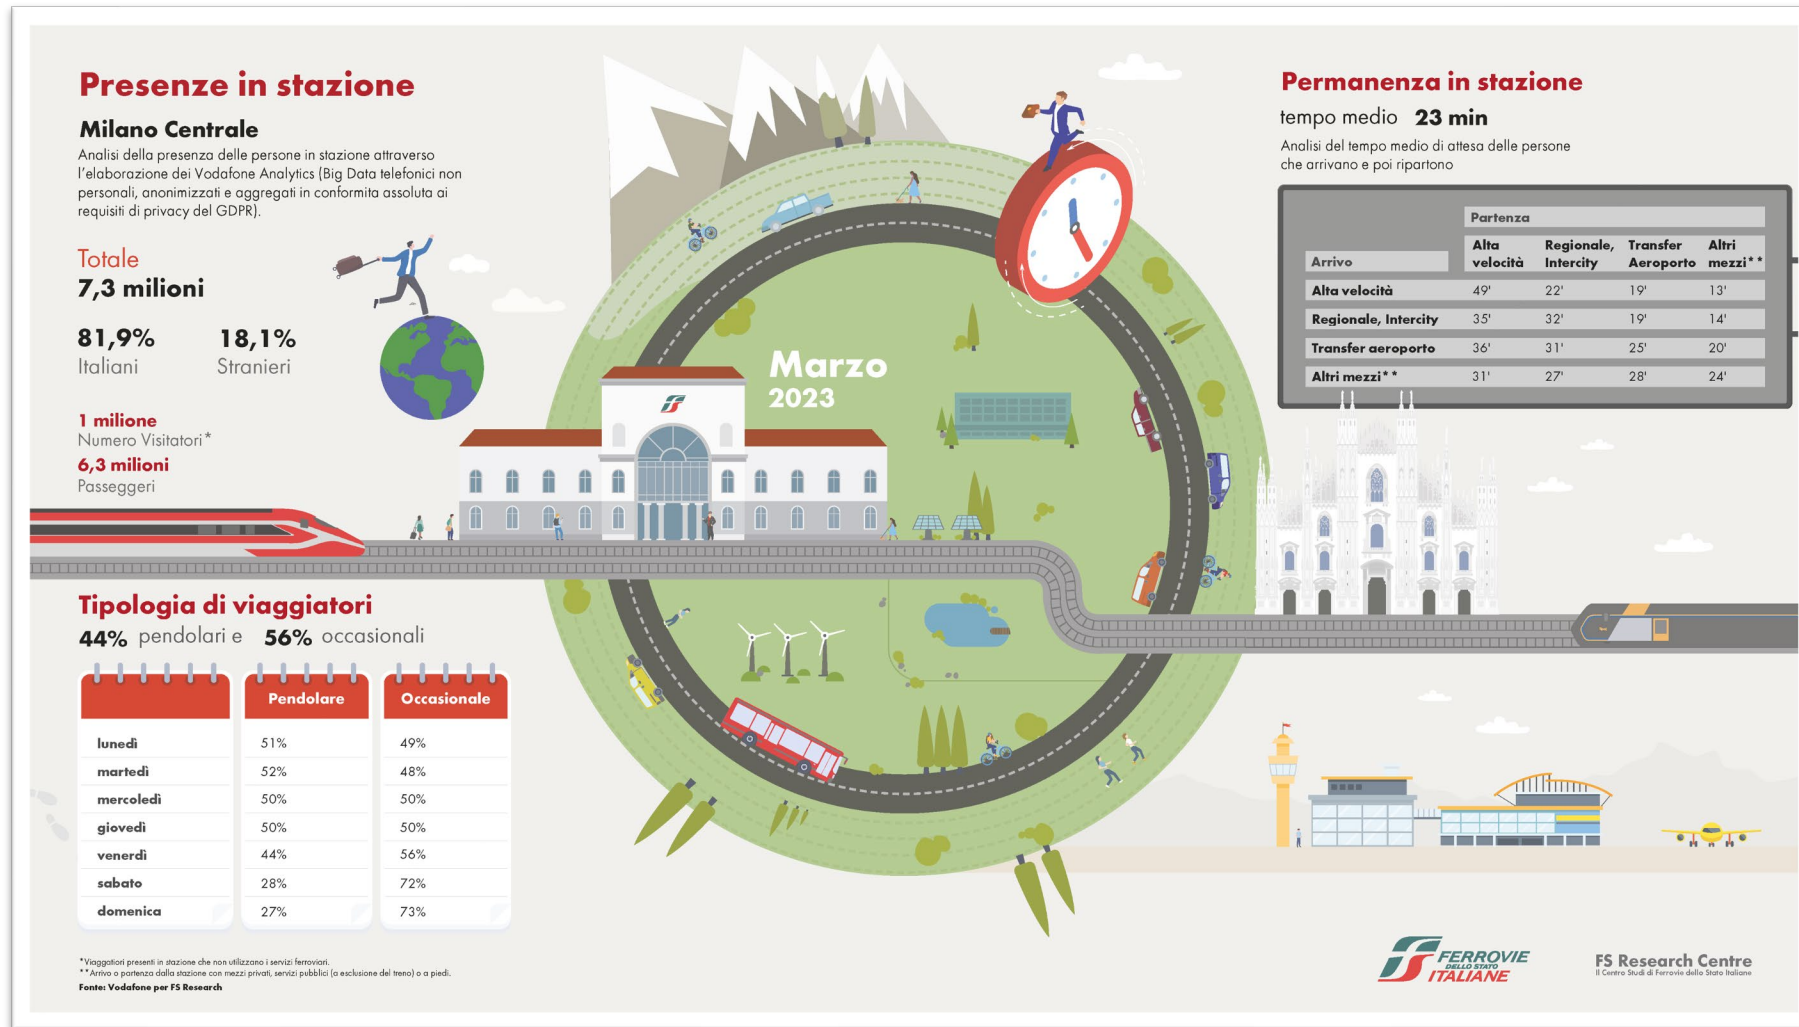 Presenze in stazione
Milano Centrale
Analisi della presenza delle persone in stazione attraverso
l'elaborazione dei Vodafone Analytics (Big Data telefonici non
personali, anonimizzati e aggregati in conformita assoluta ai
requisiti di privacy del GDPR).
Totale
7,3 milioni
81,9% 18,1%
Italiani Stranieri
1 milione
Numero Visitatori*
6,3 milioni
Passeggeri
Marzo
2023
Permanenza in stazione
tempo medio 23 min
Analisi del tempo medio di attesa delle persone
che arrivano e poi ripartono
Partenza
Alta Regionale, Transfer Altri
Arrivo velocità Intercity Aeroporto mezzi**
Alta velocità 49' 22' 19' 13'
Regionale, Intercity 35' 32' 19' 14'
Transfer aeroporto 36' 31' 25' 20'
Altri mezzi** 31' 27' 28' 24'
Tipologia di viaggiatori
44% pendolari e 56% occasionali
Pendolare Occasionale
lunedì 51% 49%
martedì 52% 48%
mercoledì 50% 50%
giovedì 50% 50%
venerdì 44% 56%
sabato 28% 72%
domenica 27% 73%
*Viaggatiori presenti in stazione che non utilizzano i servizi ferroviari.
**Arrivo o partenza dalla stazione con mezzi privati, servizi pubblici (a esclusione del treno) o a piedi.
Fonte: Vodafone per FS Research
FERROVIE
DELLO STATO
ITALIANE
FS Research Centre
Il Centro Studi di Ferrovie dello Stato Italiane